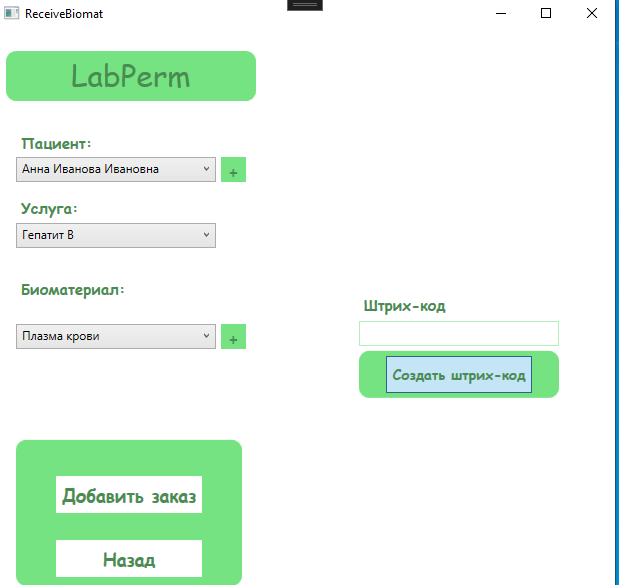 ReceiveBiomat
LabPerm
Пациент:
Анна Иванова Ивановна
+
Услуга:
Гепатит В
Биоматериал:
Плазма крови
+
Штрих-код
Создать штрих-код
Добавить заказ
Назад